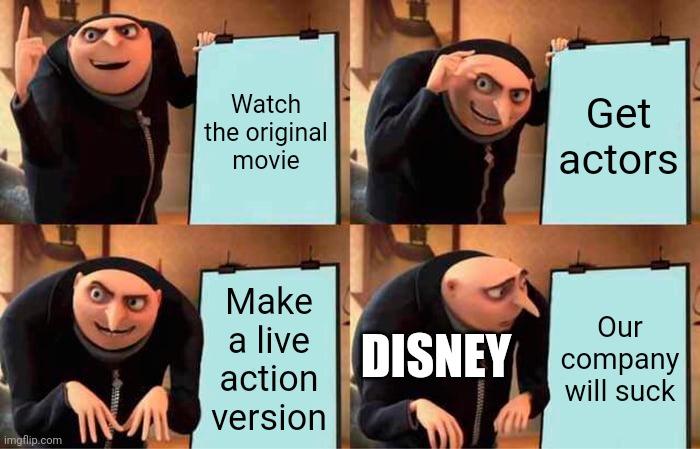 Watch
the original
movie
Get
actors
Make
a live
action
version
DISNEY
Our
company
will suck
imgflip.com